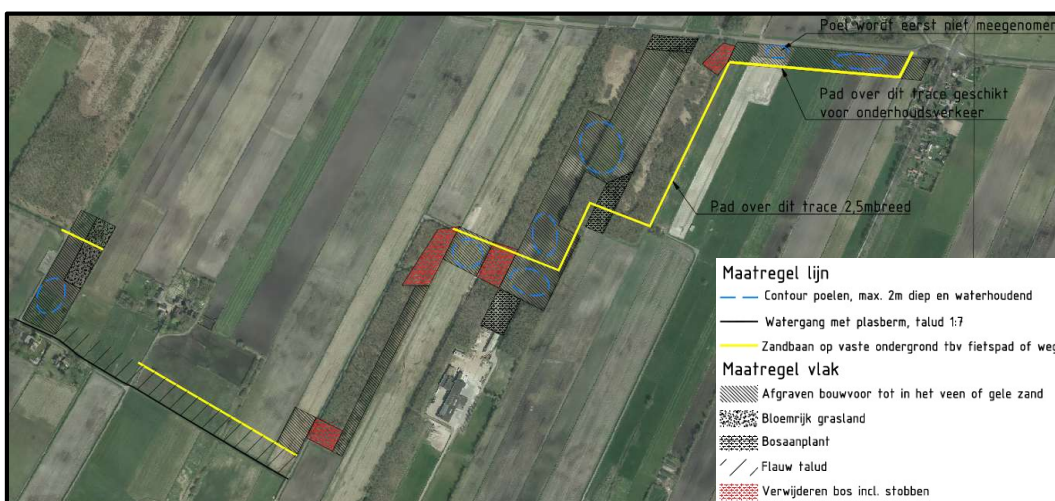 Poel wordt eerst niet meegenomen
Pad over dit trace geschikt
voor onderhoudsverkeer
Pad over dit trace 2,5mbreed
Maatregel lijn
Contour poelen, max. 2m diep en waterhoudend
Watergang met plasberm, talud 1:7
Zandbaan op vaste ondergrond tbv fietspad of weg
Maatregel vlak
Afgraven bouwvoor tot in het veen of gele zand
Bloemrijk grasland
Bosaanplant
Flauw talud
Verwijderen bos incl. stobben